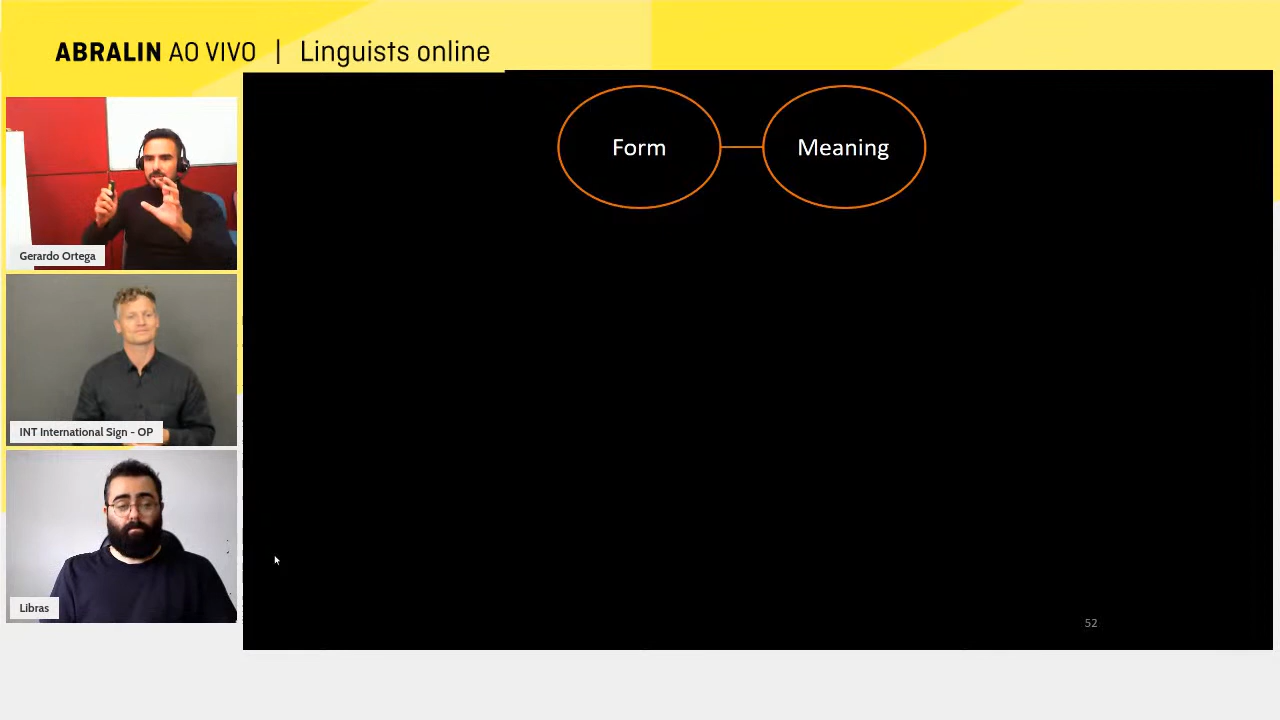 ABRALIN AO VIVO | Linguists online
Form
Meaning
Gerardo Ortega
INT International Sign - OP
Libras
52